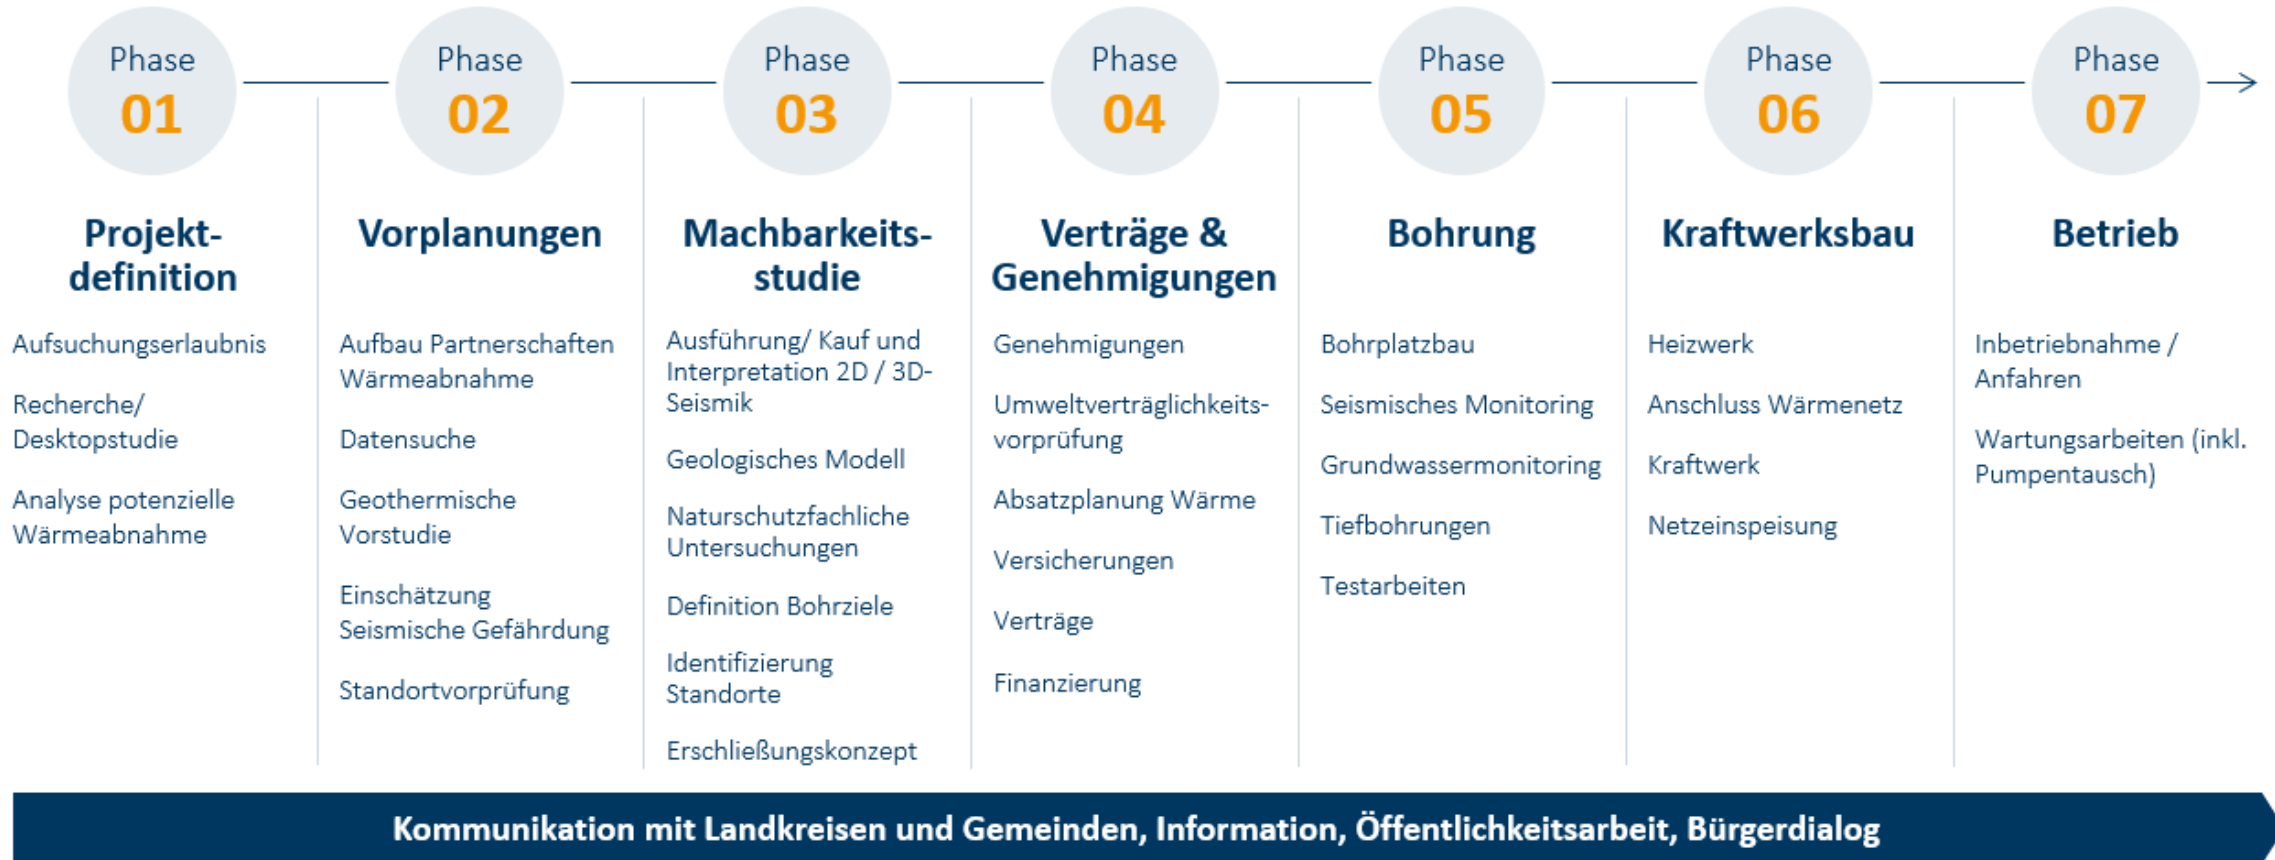 Phase
01
Projekt-
definition
Aufsuchungserlaubnis
Recherche/
Desktopstudie
Analyse potenzielle
Wärmeabnahme
Phase
02
Vorplanungen
Aufbau Partnerschaften
Wärmeabnahme
Datensuche
Geothermische
Vorstudie
Einschätzung
Seismische Gefährdung
Standortvorprüfung
Phase
03
Machbarkeits-
studie
Ausführung/ Kauf und
Interpretation 2D / 3D-
Seismik
Geologisches Modell
Naturschutzfachliche
Untersuchungen
Definition Bohrziele
Identifizierung
Standorte
Erschließungskonzept
Phase
04
Verträge &
Genehmigungen
Genehmigungen
Umweltverträglichkeits-
vorprüfung
Absatzplanung Wärme
Versicherungen
Verträge
Finanzierung
Phase
05
Bohrung
Bohrplatzbau
Seismisches Monitoring
Grundwassermonitoring
Tiefbohrungen
Testarbeiten
Phase
06
Kraftwerksbau
Heizwerk
Anschluss Wärmenetz
Kraftwerk
Netzeinspeisung
Phase
07
Betrieb
Inbetriebnahme /
Anfahren
Wartungsarbeiten (inkl.
Pumpentausch)
Kommunikation mit Landkreisen und Gemeinden, Information, Öffentlichkeitsarbeit, Bürgerdialog